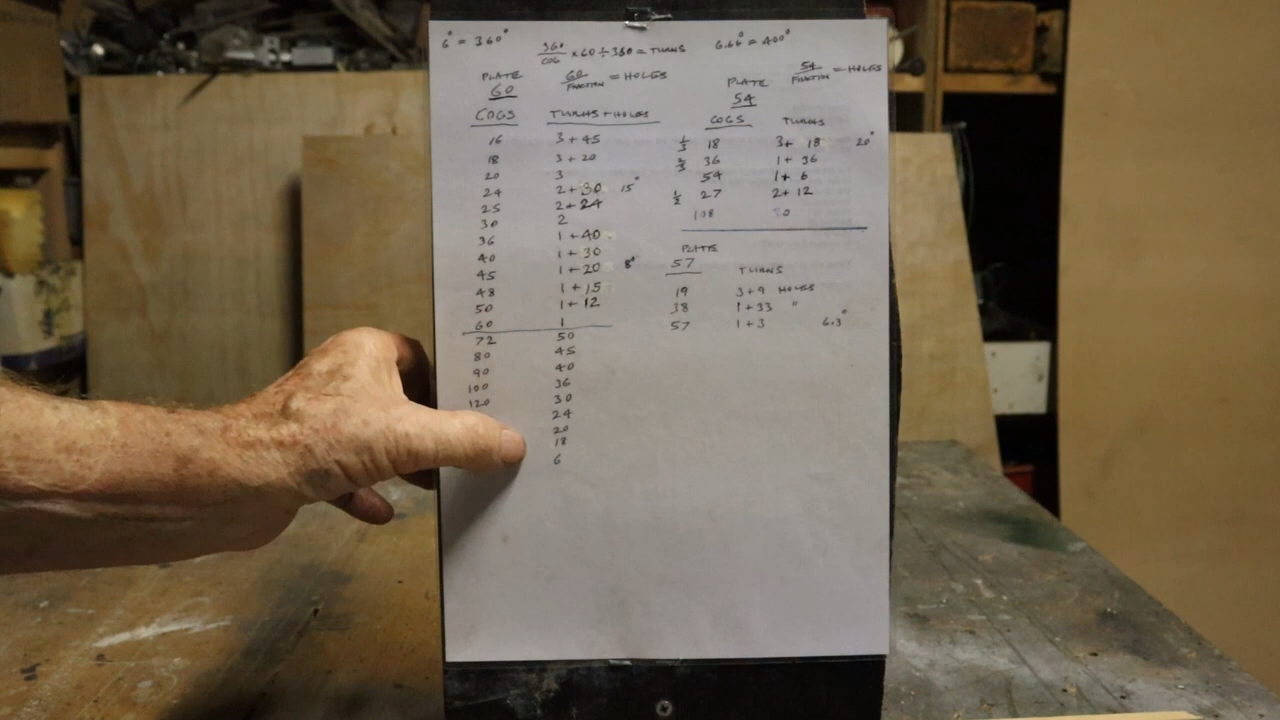 6° = 360°
360/COG × 60 ÷ 360 = TURNS
6.66° = 400°
PLATE 60
60/FRACTION = HOLES
COGS TURNS + HOLES
16 3 + 45
18 3 + 20
20 3
24 2 + 30 15°
25 2 + 24
30 2
36 1 + 40
40 1 + 30
45 1 + 20 8°
48 1 + 15
50 1 + 12
60 1
72 50
80 45
90 40
100 36
120 30
24
20
18
6
PLATE 54
54/FRACTION = HOLES
COGS TURNS
1/3 18 3 + 18 20°
2/3 36 1 + 36
54 1 + 6
1/2 27 2 + 12
108
PLATE
57
TURNS
19 3 + 9 HOLES
38 1 + 33 "
57 1 + 3 6.3°